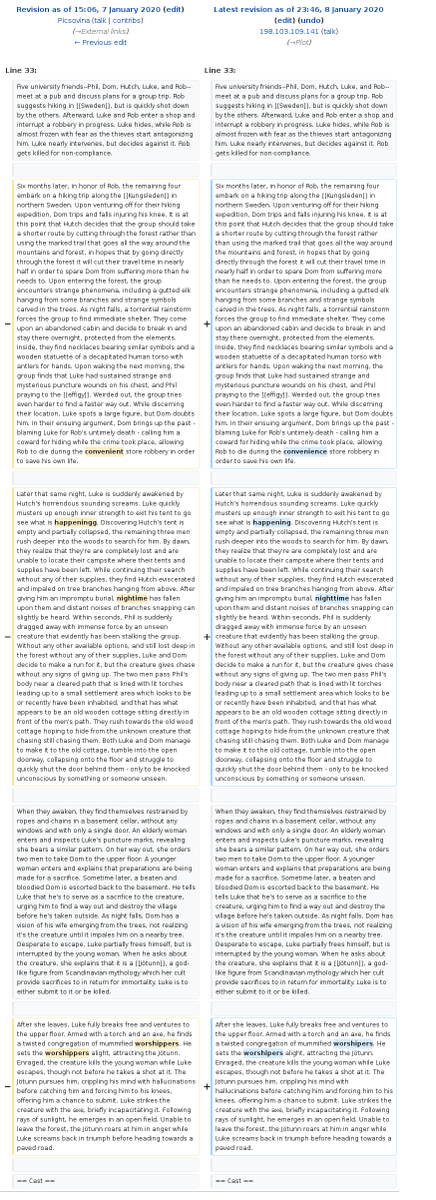 Revision as of 15:06, 7 January 2020 (edit)
Picsovina (talk | contribs)
(→External links)
← Previous edit
Line 33:
Five university friends--Phil, Dom, Hutch, Luke, and Rob--
meet at a pub and discuss plans for a group trip. Rob
suggests hiking in [[Sweden]], but is quickly shot down
by the others. Afterward, Luke and Rob enter a shop and
interrupt a robbery in progress. Luke hides, while Rob is
almost frozen with fear as the thieves start antagonizing
him. Luke nearly intervenes, but decides against it. Rob
gets killed for non-compliance.
−
Six months later, in honor of Rob, the remaining four
embark on a hiking trip along the [[Kungsleden]] in
northern Sweden. Upon venturing off for their hiking
expedition, Dom trips and falls injuring his knee. It is at
this point that Hutch decides that the group should take
a shorter route by cutting through the forest rather than
using the marked trail that goes all the way around the
mountains and forest, in hopes that by going directly
through the forest it will cut their travel time in nearly
half in order to spare Dom from suffering more than
he needs to. Upon entering the forest, the group
encounters strange phenomena, including a gutted elk
hanging from some branches and strange symbols
carved in the trees. As night falls, a torrential rainstorm
forces the group to find immediate shelter. They come
upon an abandoned cabin and decide to break in and
stay there overnight, protected from the elements.
Inside, they find necklaces bearing similar symbols and a
wooden statuette of a decapitated human torso with
antlers for hands. Upon waking the next morning, the
group finds that Luke had sustained strange and
mysterious puncture wounds on his chest, and Phil
praying to the [[effigy]]. Weirded out, the group tries
even harder to find a faster way out. While discerning
their location, Luke spots a large figure, but Dom doubts
him. In their ensuing argument, Dom brings up the past -
blaming Luke for Rob's untimely death - calling him a
coward for hiding while the crime took place, allowing
Rob to die during the convenient store robbery in order
to save his own life.
−
Later that same night, Luke is suddenly awakened by
Hutch's horrendous sounding screams. Luke quickly
musters up enough inner strength to exit his tent to go
see what is happeningg. Discovering Hutch's tent is
empty and partially collapsed, the remaining three men
rush deeper into the woods to search for him. By dawn,
they realize that they're are completely lost and are
unable to locate their campsite where their tents and
supplies have been left. While continuing their search
without any of their supplies, they find Hutch eviscerated
and impaled on tree branches hanging from above. After
giving him an impromptu burial, nightime has fallen
upon them and distant noises of branches snapping can
slightly be heard. Within seconds, Phil is suddenly
dragged away with immense force by an unseen
creature that evidently has been stalking the group.
Without any other available options, and still lost deep in
the forest without any of their supplies, Luke and Dom
decide to make a run for it, but the creature gives chase
without any signs of giving up. The two men pass Phil's
body near a cleared path that is lined with lit torches
leading up to a small settlement area which looks to be
or recently have been inhabited, and that has what
appears to be an old wooden cottage sitting directly in
front of the men's path. They rush towards the old wood
cottage hoping to hide from the unknown creature that
chasing still chasing them. Both Luke and Dom manage
to make it to the old cottage, tumble into the open
doorway, collapsing onto the floor and struggle to
quickly shut the door behind them - only to be knocked
unconscious by something or someone unseen.
When they awaken, they find themselves restrained by
ropes and chains in a basement cellar, without any
windows and with only a single door. An elderly woman
enters and inspects Luke's puncture marks, revealing
she bears a similar pattern. On her way out, she orders
two men to take Dom to the upper floor. A younger
woman enters and explains that preparations are being
made for a sacrifice. Sometime later, a beaten and
bloodied Dom is escorted back to the basement. He tells
Luke that he's to serve as a sacrifice to the creature,
urging him to find a way out and destroy the village
before he's taken outside. As night falls, Dom has
a vision of his wife emerging from the trees, not realizing
it's the creature until it impales him on a nearby tree.
Desperate to escape, Luke partially frees himself, but is
interrupted by the young woman. When he asks about
the creature, she explains that it is a [[Jötunn]], a god-
like figure from Scandinavian mythology which her cult
provide sacrifices to in return for immortality. Luke is to
either submit to it or be killed.
−
After she leaves, Luke fully breaks free and ventures to
the upper floor. Armed with a torch and an axe, he finds
a twisted congregation of mummified worshippers. He
sets the worshippers alight, attracting the Jötunn.
Enraged, the creature kills the young woman while Luke
escapes, though not before he takes a shot at it. The
Jötunn pursues him, crippling his mind with hallucinations
before catching him and forcing him to his knees,
offering him a chance to submit. Luke strikes the
creature with the axe, briefly incapacitating it. Following
rays of sunlight, he emerges in an open field. Unable to
leave the forest, the Jötunn roars at him in anger while
Luke screams back in triumph before heading towards a
paved road.
== Cast ==
Latest revision as of 23:46, 8 January 2020
(edit) (undo)
198.103.109.141 (talk)
(→Plot)
Line 33:
Five university friends--Phil, Dom, Hutch, Luke, and Rob--
meet at a pub and discuss plans for a group trip. Rob
suggests hiking in [[Sweden]], but is quickly shot down
by the others. Afterward, Luke and Rob enter a shop and
interrupt a robbery in progress. Luke hides, while Rob is
almost frozen with fear as the thieves start antagonizing
him. Luke nearly intervenes, but decides against it. Rob
gets killed for non-compliance.
+
Six months later, in honor of Rob, the remaining four
embark on a hiking trip along the [[Kungsleden]] in
northern Sweden. Upon venturing off for their hiking
expedition, Dom trips and falls injuring his knee. It is at
this point that Hutch decides that the group should take
a shorter route by cutting through the forest rather
than using the marked trail that goes all the way around
the mountains and forest, in hopes that by going directly
through the forest it will cut their travel time in
nearly half in order to spare Dom from suffering more than
he needs to. Upon entering the forest, the group
encounters strange phenomena, including a gutted elk
hanging from some branches and strange symbols
carved in the trees. As night falls, a torrential rainstorm
forces the group to find immediate shelter. They come
upon an abandoned cabin and decide to break in and
stay there overnight, protected from the elements.
Inside, they find necklaces bearing similar symbols and a
wooden statuette of a decapitated human torso with
antlers for hands. Upon waking the next morning, the
group finds that Luke had sustained strange and
mysterious puncture wounds on his chest, and Phil
praying to the [[effigy]]. Weirded out, the group tries
even harder to find a faster way out. While discerning
their location, Luke spots a large figure, but Dom doubts
him. In their ensuing argument, Dom brings up the past -
blaming Luke for Rob's untimely death - calling him a
coward for hiding while the crime took place, allowing
Rob to die during the convenience store robbery in order
to save his own life.
+
Later that same night, Luke is suddenly awakened by
Hutch's horrendous sounding screams. Luke quickly
musters up enough inner strength to exit his tent to go
see what is happening. Discovering Hutch's tent is
empty and partially collapsed, the remaining three men
rush deeper into the woods to search for him. By dawn,
they realize that they're are completely lost and are
unable to locate their campsite where their tents and
supplies have been left. While continuing their search
without any of their supplies, they find Hutch eviscerated
and impaled on tree branches hanging from above. After
giving him an impromptu burial, nighttime has fallen
upon them and distant noises of branches snapping can
slightly be heard. Within seconds, Phil is suddenly
dragged away with immense force by an unseen
creature that evidently has been stalking the group.
Without any other available options, and still lost deep in
the forest without any of their supplies, Luke and Dom
decide to make a run for it, but the creature gives chase
without any signs of giving up. The two men pass Phil's
body near a cleared path that is lined with lit torches
leading up to a small settlement area which looks to be
or recently have been inhabited, and that has what
appears to be an old wooden cottage sitting directly in
front of the men's path. They rush towards the old wood
cottage hoping to hide from the unknown creature that
chasing still chasing them. Both Luke and Dom manage
to make it to the old cottage, tumble into the open
doorway, collapsing onto the floor and struggle to
quickly shut the door behind them - only to be knocked
unconscious by something or someone unseen.
When they awaken, they find themselves restrained by
ropes and chains in a basement cellar, without any
windows and with only a single door. An elderly woman
enters and inspects Luke's puncture marks, revealing
she bears a similar pattern. On her way out, she orders
two men to take Dom to the upper floor. A younger
woman enters and explains that preparations are being
made for a sacrifice. Sometime later, a beaten and
bloodied Dom is escorted back to the basement. He tells
Luke that he's to serve as a sacrifice to the creature,
urging him to find a way out and destroy the village
before he's taken outside. As night falls, Dom has
a vision of his wife emerging from the trees, not realizing
it's the creature until it impales him on a nearby tree.
Desperate to escape, Luke partially frees himself, but is
interrupted by the young woman. When he asks about
the creature, she explains that it is a [[Jötunn]], a god-
like figure from Scandinavian mythology which her cult
provide sacrifices to in return for immortality. Luke is to
either submit to it or be killed.
+
After she leaves, Luke fully breaks free and ventures to
the upper floor. Armed with a torch and an axe, he finds
a twisted congregation of mummified worshipers. He
sets the worshipers alight, attracting the Jötunn.
Enraged, the creature kills the young woman while Luke
escapes, though not before he takes a shot at it. The
Jötunn pursues him, crippling his mind with
hallucinations before catching him and forcing him to his
knees, offering him a chance to submit. Luke strikes the
creature with the axe, briefly incapacitating it. Following
rays of sunlight, he emerges in an open field. Unable to
leave the forest, the Jötunn roars at him in anger while
Luke screams back in triumph before heading towards a
paved road.
== Cast ==